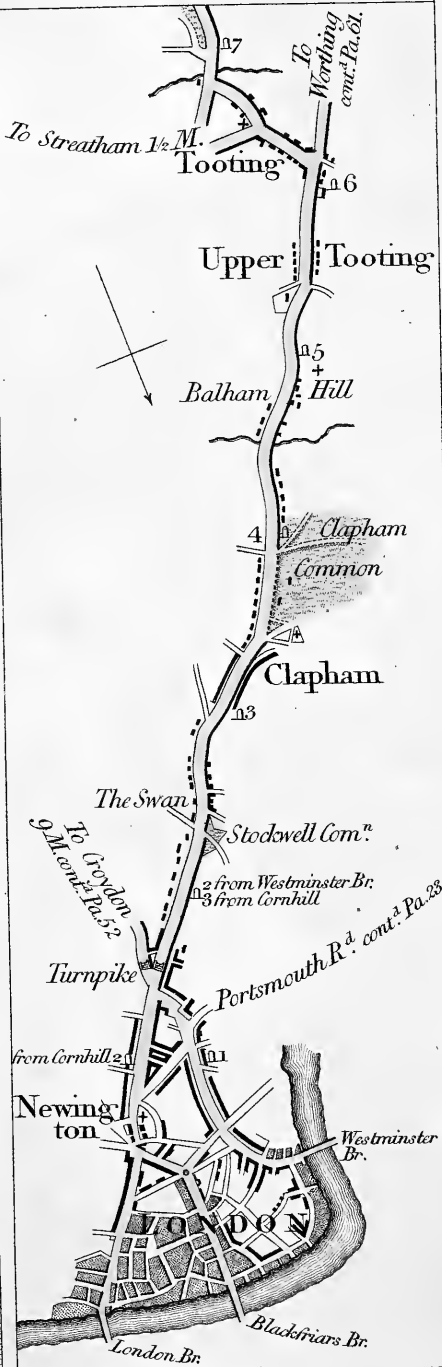 7
To
Worthing
cont.d Pa. 61.
To Streatham 1½ M.
Tooting
6
Upper Tooting
5
Balham Hill
4
Clapham
Common
Clapham
3
The Swan
Stockwell Com.n
To Croydon
9 M. cont.d Pa. 52
2 from Westminster Br.
3 from Cornhill
Turnpike
Portsmouth R.d cont.d Pa. 23
from Cornhill 2
1
Newing
ton
Westminster
Br.
LONDON
Blackfriars Br.
London Br.